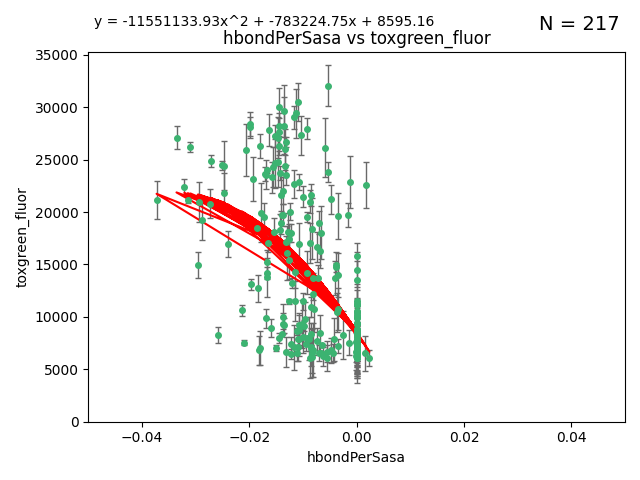 y = -11551133.93x^2 + -783224.75x + 8595.16
N = 217
hbondPerSasa vs toxgreen_fluor
35000
30000
25000
20000
15000
10000
5000
0
toxgreen_fluor
−0.04
−0.02
0.00
0.02
0.04
hbondPerSasa